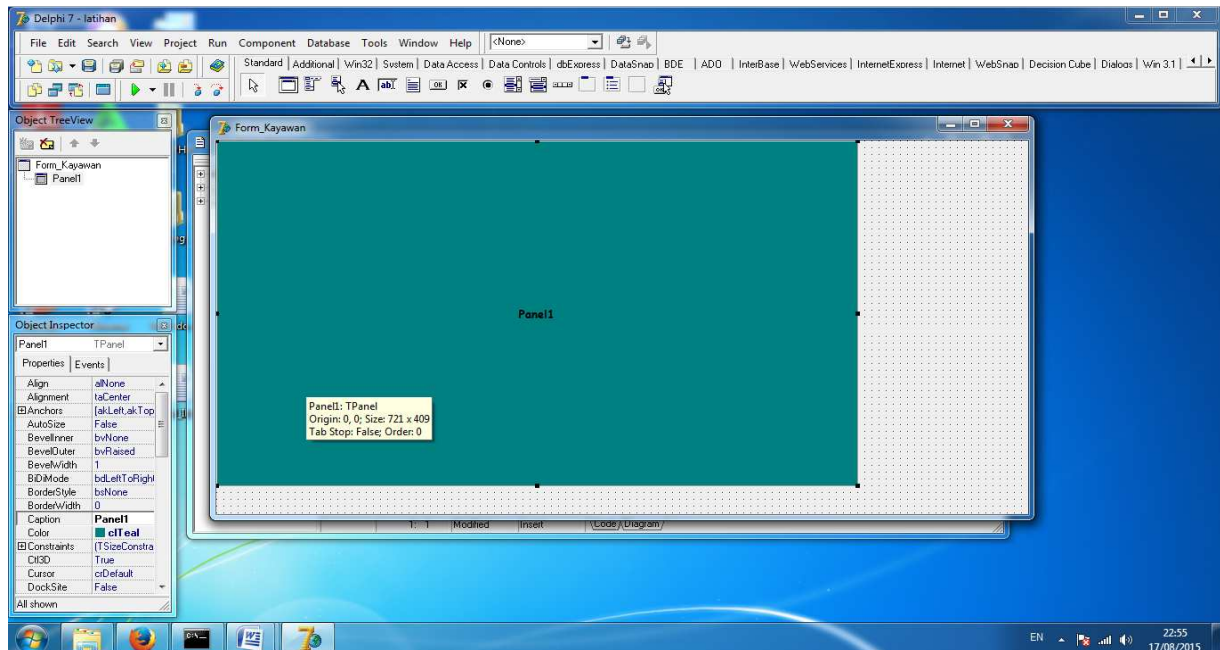 Delphi 7 - latihan
File Edit Search View Project Run Component Database Tools Window Help <None>
Standard Additional Win32 System Data Access Data Controls dbExpress DataSnap BDE ADO InterBase WebServices InternetExpress Internet WebSnap Decision Cube Dialogs Win 3.1
Object TreeView
Form_Kayawan
Panel1
Form_Kayawan
Panel1
Panel1: TPanel
Origin: 0, 0; Size: 721 x 409
Tab Stop: False; Order: 0
Object Inspector
Panel1 TPanel
Properties Events
Align alNone
Alignment taCenter
Anchors [akLeft,akTop
AutoSize False
BevelInner bvNone
BevelOuter bvRaised
BevelWidth 1
BiDiMode bdLeftToRight
BorderStyle bsNone
BorderWidth 0
Caption Panel1
Color clTeal
Constraints (TSizeConstra
Ctl3D True
Cursor crDefault
DockSite False
All shown
1: 1 Modified Insert Code Diagram
EN 22:55
17/08/2015